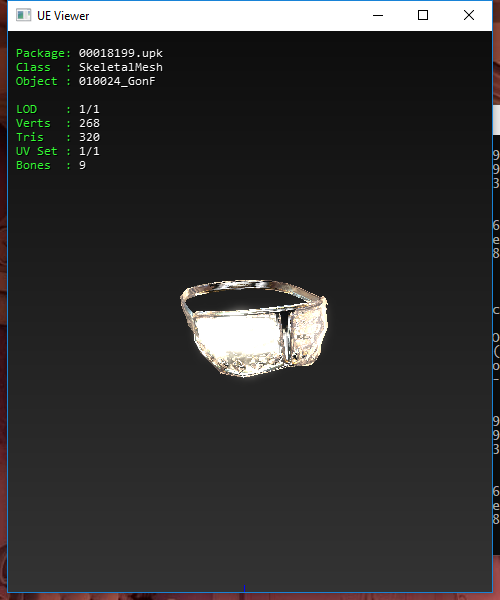 UE Viewer
Package: 00018199.upk
Class : SkeletalMesh
Object : 010024_GonF
LOD : 1/1
Verts : 268
Tris : 320
UV Set : 1/1
Bones : 9